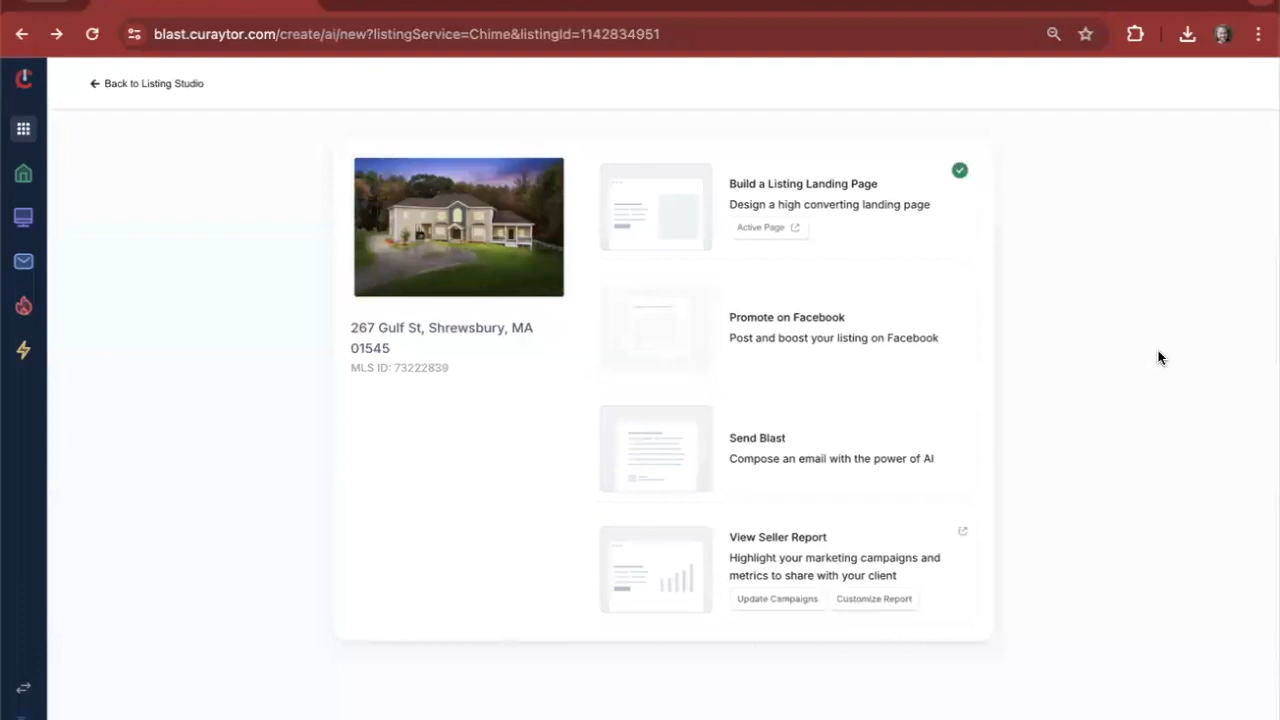 blast.curaytor.com/create/ai/new?listingService=Chime&listingId=1142834951
Back to Listing Studio
267 Gulf St, Shrewsbury, MA
01545
MLS ID: 73222839
Build a Listing Landing Page
Design a high converting landing page
Active Page
Promote on Facebook
Post and boost your listing on Facebook
Send Blast
Compose an email with the power of AI
View Seller Report
Highlight your marketing campaigns and
metrics to share with your client
Update Campaigns
Customize Report